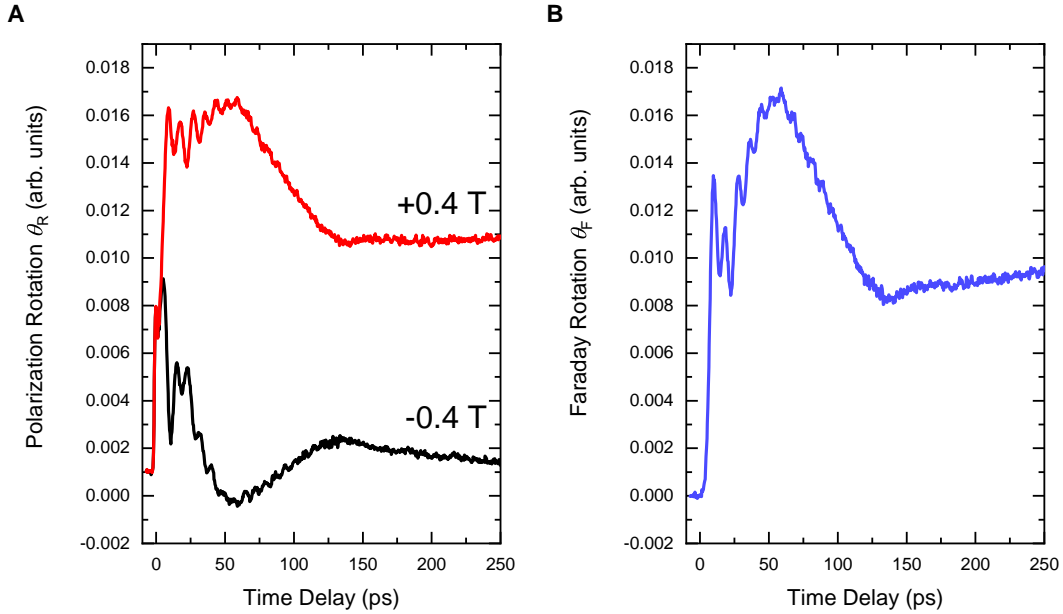 A
Polarization Rotation θR (arb. units)
0.018
0.016
0.014
0.012
0.010
0.008
0.006
0.004
0.002
0.000
-0.002
+0.4 T
-0.4 T
0 50 100 150 200 250
Time Delay (ps)
B
Faraday Rotation θF (arb. units)
0.018
0.016
0.014
0.012
0.010
0.008
0.006
0.004
0.002
0.000
-0.002
0 50 100 150 200 250
Time Delay (ps)